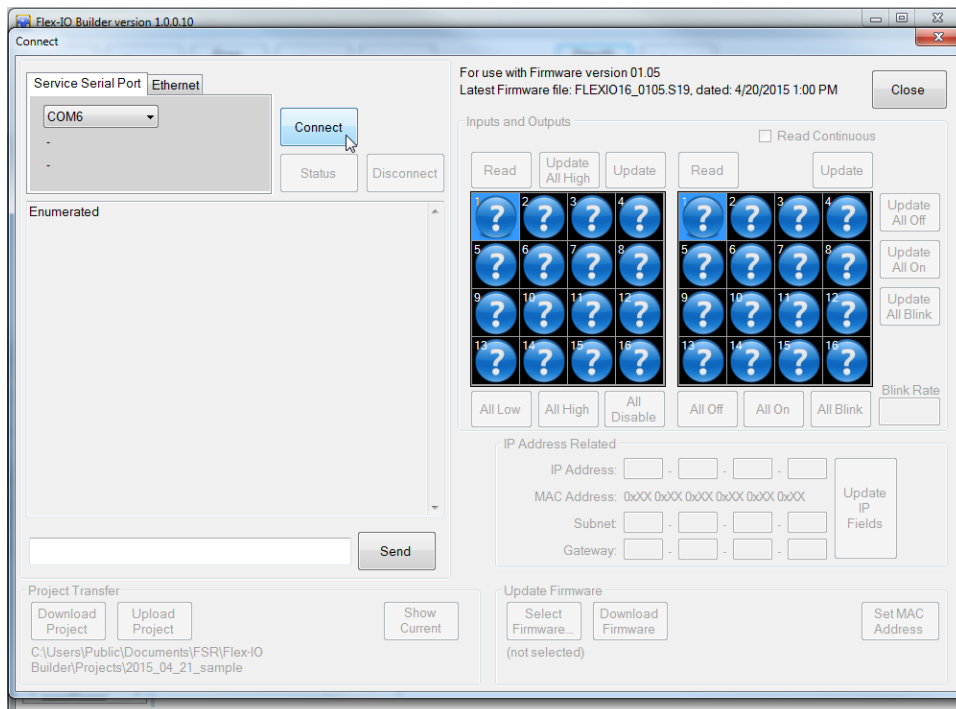 Flex-IO Builder version 1.0.0.10
Connect
Service Serial Port
Ethernet
COM6
-
-
Connect
Status
Disconnect
Enumerated
Send
For use with Firmware version 01.05
Latest Firmware file: FLEXIO16_0105.S19, dated: 4/20/2015 1:00 PM
Close
Inputs and Outputs
Read Continuous
Read
Update
All High
Update
Read
Update
1 ? 2 ? 3 ? 4 ?
5 ? 6 ? 7 ? 8 ?
9 ? 10 ? 11 ? 12 ?
13 ? 14 ? 15 ? 16 ?
1 ? 2 ? 3 ? 4 ?
5 ? 6 ? 7 ? 8 ?
9 ? 10 ? 11 ? 12 ?
13 ? 14 ? 15 ? 16 ?
Update
All Off
Update
All On
Update
All Blink
All Low
All High
All
Disable
All Off
All On
All Blink
Blink Rate
IP Address Related
IP Address: - - -
MAC Address: 0xXX 0xXX 0xXX 0xXX 0xXX 0xXX
Subnet: - - -
Gateway: - - -
Update
IP
Fields
Project Transfer
Download
Project
Upload
Project
Show
Current
C:\Users\Public\Documents\FSR\Flex-IO
Builder\Projects\2015_04_21_sample
Update Firmware
Select
Firmware...
Download
Firmware
Set MAC
Address
(not selected)